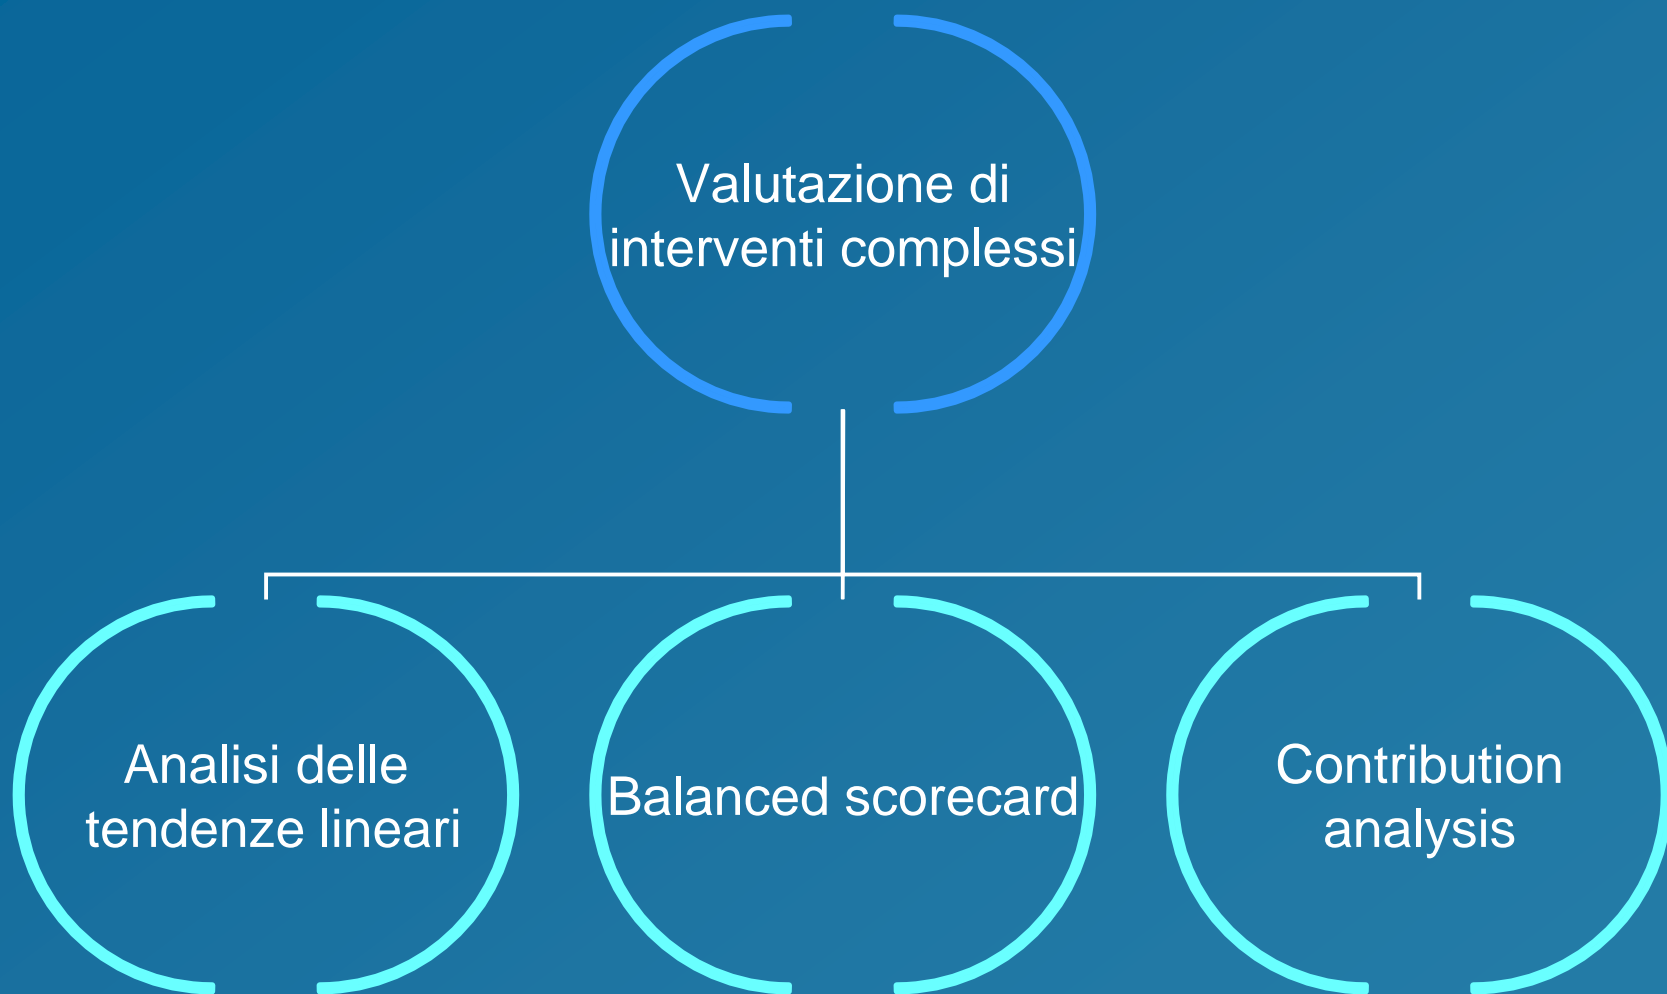 Valutazione di
interventi complessi
Analisi delle
tendenze lineari
Balanced scorecard
Contribution
analysis